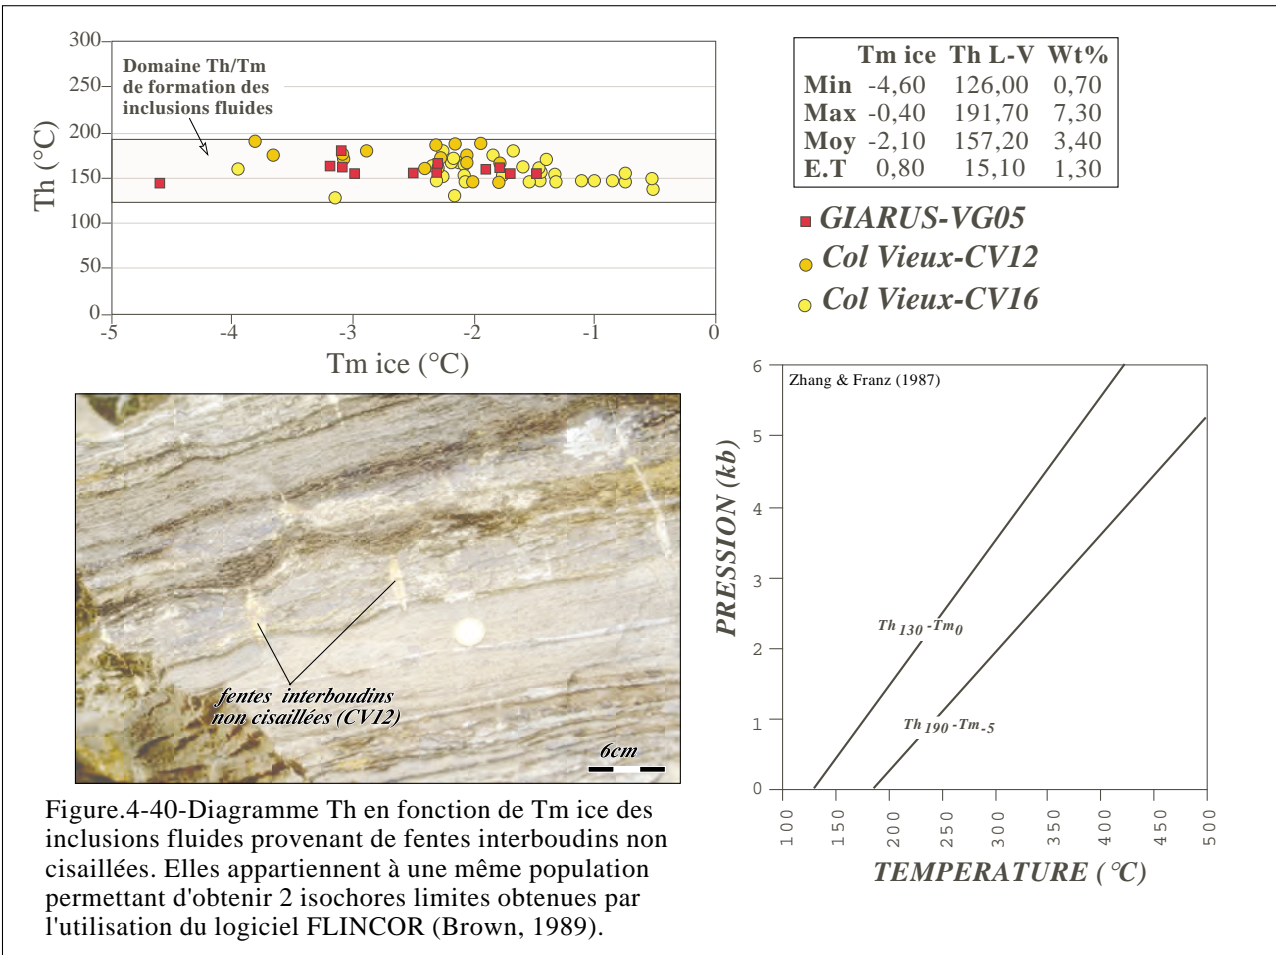 300
250
200
150
100
50
0
Th (°C)
Domaine Th/Tm
de formation des
inclusions fluides
-5 -4 -3 -2 -1 0
Tm ice (°C)
Tm ice Th L-V Wt%
Min -4,60 126,00 0,70
Max -0,40 191,70 7,30
Moy -2,10 157,20 3,40
E.T 0,80 15,10 1,30
GIARUS-VG05
Col Vieux-CV12
Col Vieux-CV16
fentes interboudins
non cisaillées (CV12)
6cm
Zhang & Franz (1987)
6
5
4
3
2
1
0
PRESSION (kb)
Th130-Tm0
Th190-Tm-5
100 150 200 250 300 350 400 450 500
TEMPERATURE (°C)
Figure.4-40-Diagramme Th en fonction de Tm ice des
inclusions fluides provenant de fentes interboudins non
cisaillées. Elles appartiennent à une même population
permettant d'obtenir 2 isochores limites obtenues par
l'utilisation du logiciel FLINCOR (Brown, 1989).